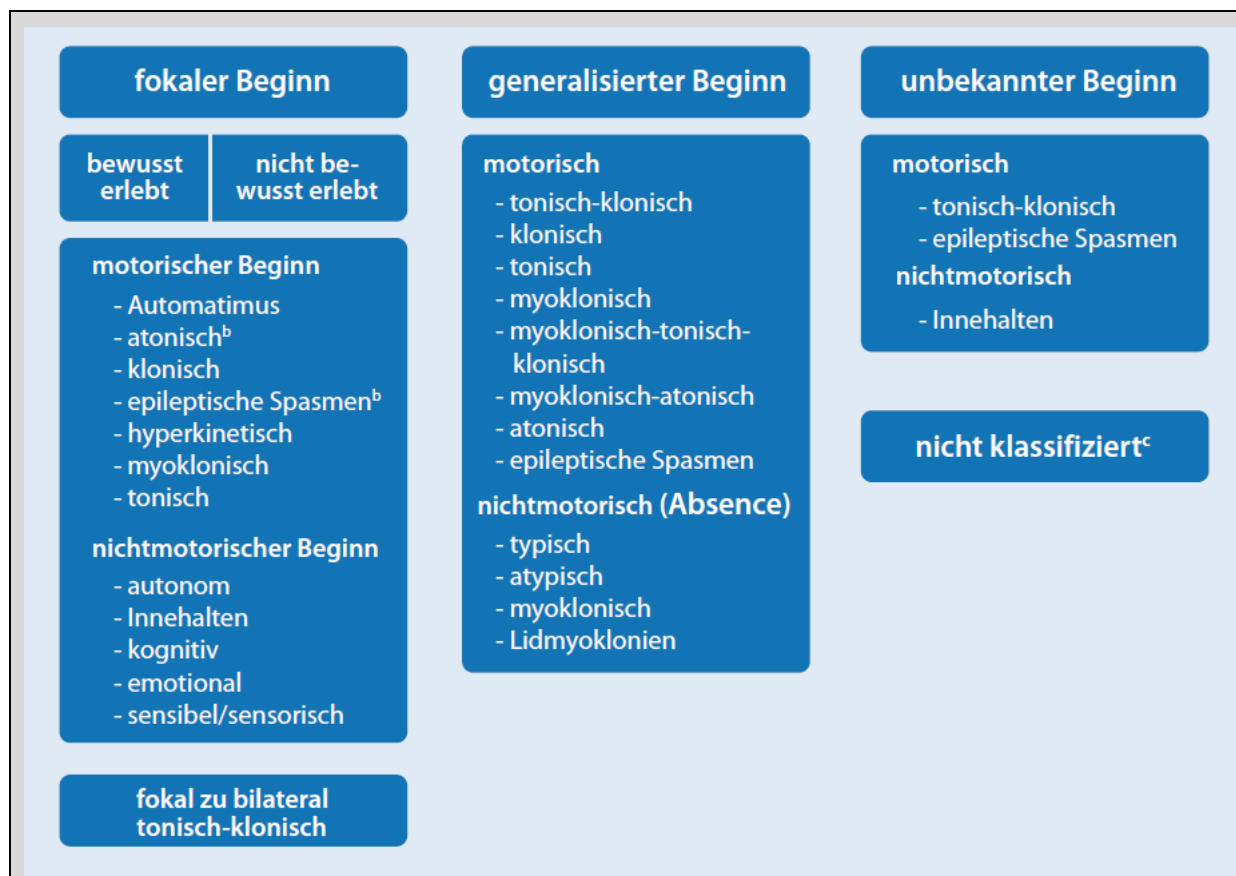 fokaler Beginn
bewusst
erlebt
nicht be-
wusst erlebt
motorischer Beginn
- Automatimus
- atonischᵇ
- klonisch
- epileptische Spasmenᵇ
- hyperkinetisch
- myoklonisch
- tonisch
nichtmotorischer Beginn
- autonom
- Innehalten
- kognitiv
- emotional
- sensibel/sensorisch
fokal zu bilateral
tonisch-klonisch
generalisierter Beginn
motorisch
- tonisch-klonisch
- klonisch
- tonisch
- myoklonisch
- myoklonisch-tonisch-
klonisch
- myoklonisch-atonisch
- atonisch
- epileptische Spasmen
nichtmotorisch (Absence)
- typisch
- atypisch
- myoklonisch
- Lidmyoklonien
unbekannter Beginn
motorisch
- tonisch-klonisch
- epileptische Spasmen
nichtmotorisch
- Innehalten
nicht klassifiziertᶜ